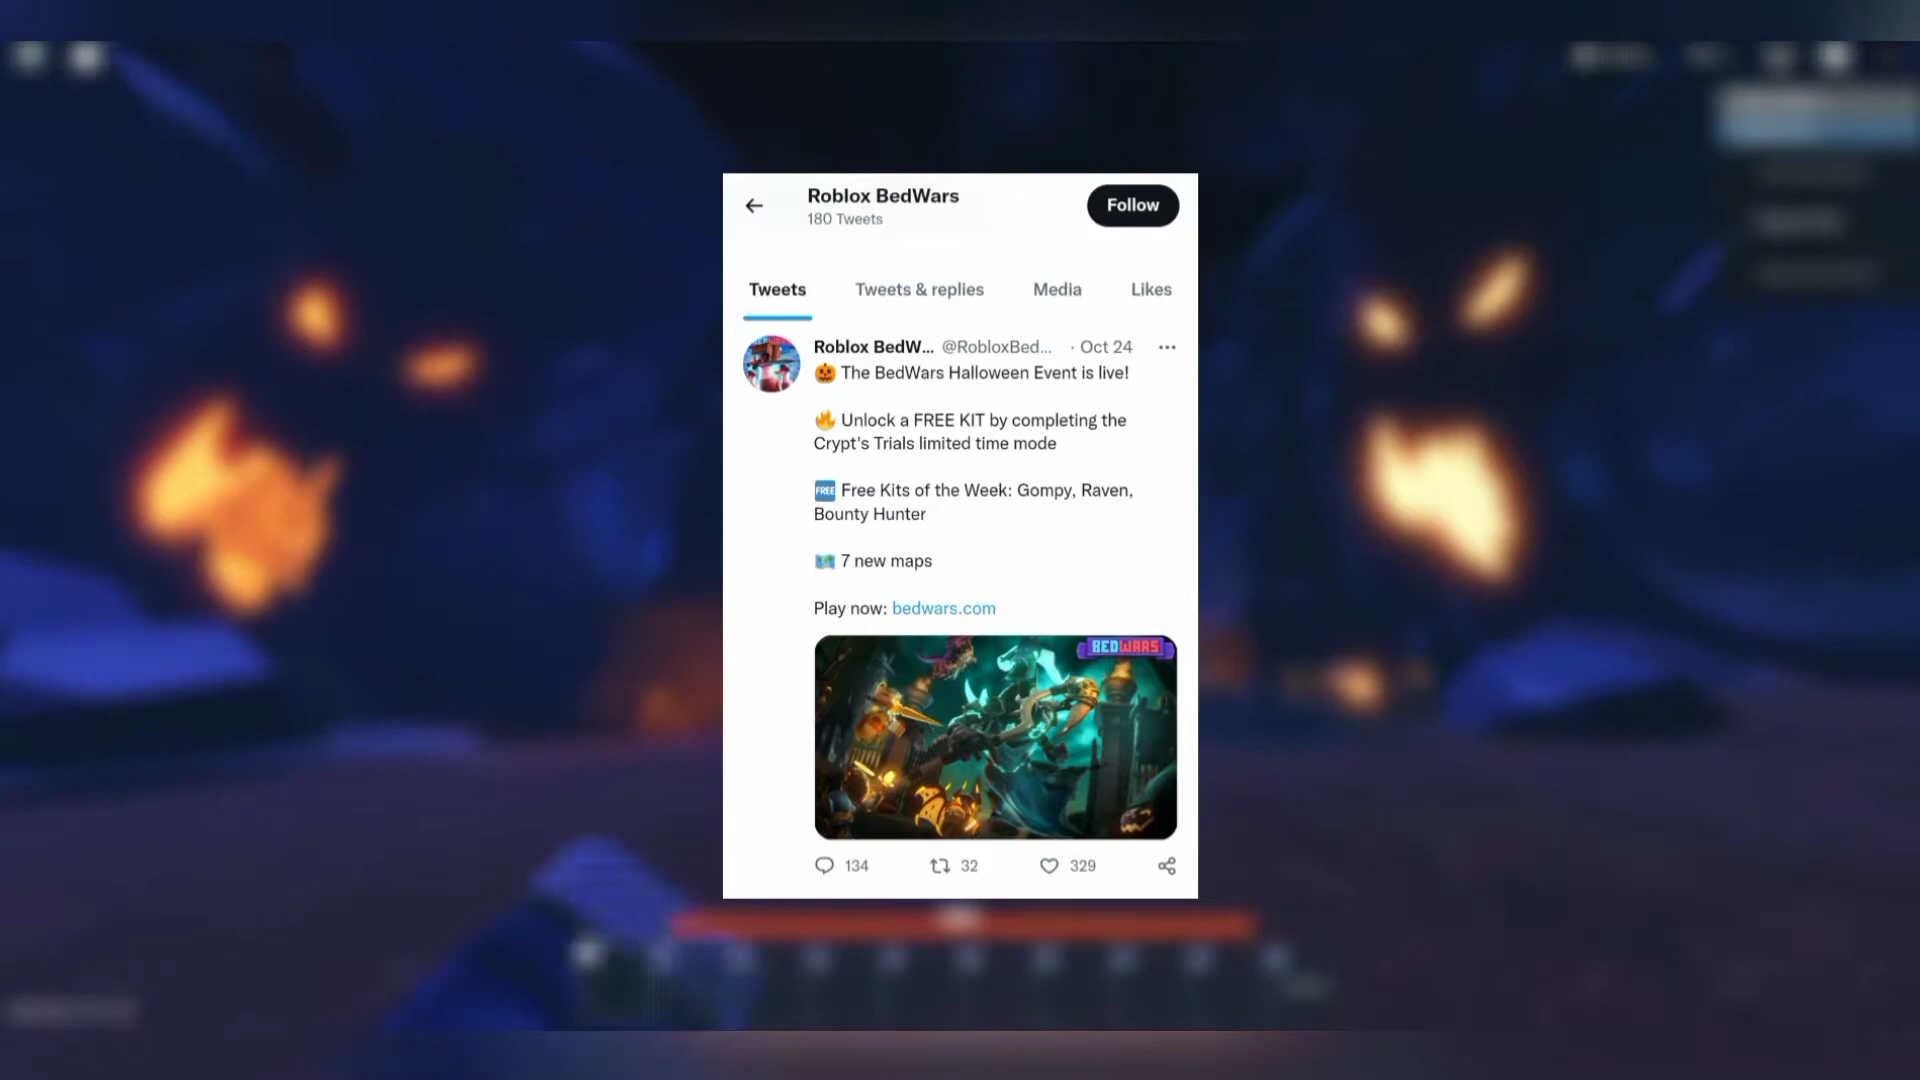 Roblox BedWars
180 Tweets
Follow
Tweets
Tweets & replies
Media
Likes
Roblox BedW... @RobloxBed... · Oct 24
🎃 The BedWars Halloween Event is live!
🔥 Unlock a FREE KIT by completing the
Crypt's Trials limited time mode
🆓 Free Kits of the Week: Gompy, Raven,
Bounty Hunter
🗺️ 7 new maps
Play now: bedwars.com
BEDWARS
134
32
329